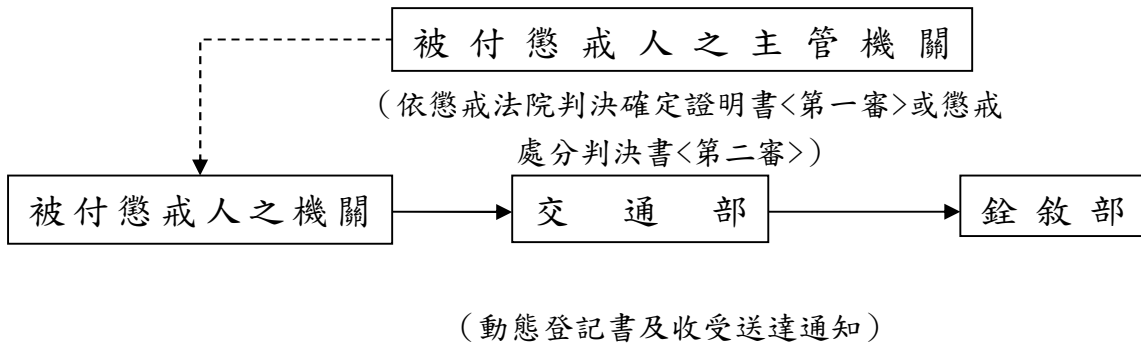 被付懲戒人之主管機關
（依懲戒法院判決確定證明書<第一審>或懲戒
處分判決書<第二審>）
被付懲戒人之機關
交通部
銓敘部
（動態登記書及收受送達通知）